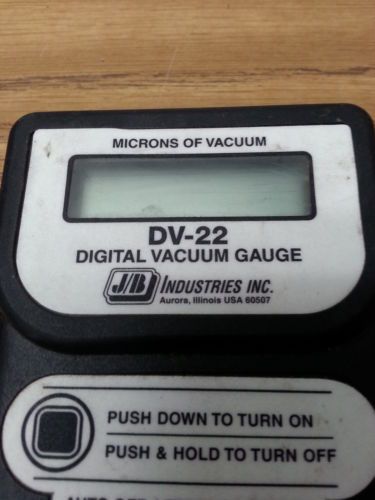 MICRONS OF VACUUM
DV-22
DIGITAL VACUUM GAUGE
J/B INDUSTRIES INC.
Aurora, Illinois USA 60507
PUSH DOWN TO TURN ON
PUSH & HOLD TO TURN OFF